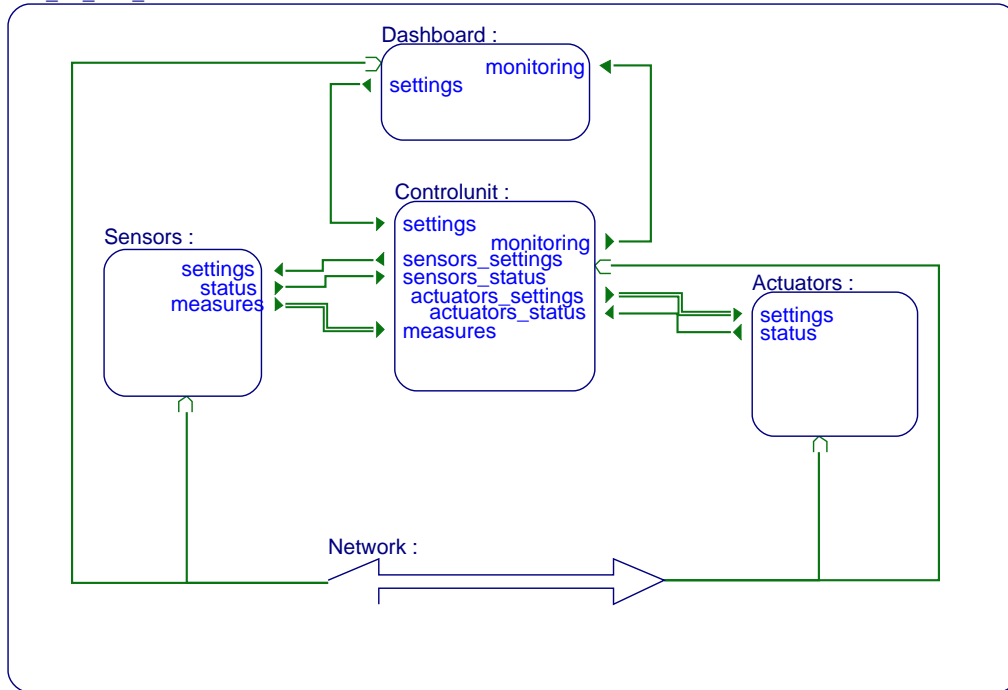 Dashboard :
monitoring
settings
Controlunit :
settings
monitoring
sensors_settings
sensors_status
actuators_settings
actuators_status
measures
Sensors :
settings
status
measures
Actuators :
settings
status
Network :